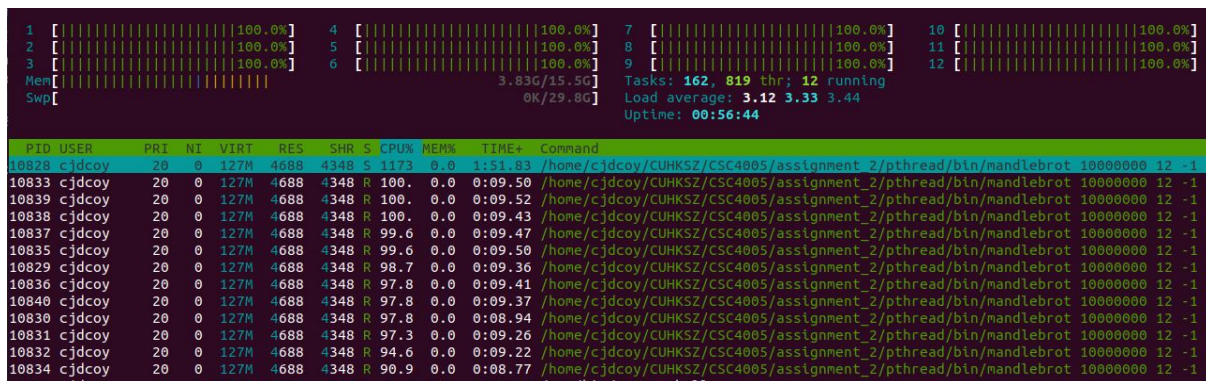 1 [||||||||||||||||||||||100.0%] 4 [||||||||||||||||||||||100.0%] 7 [||||||||||||||||||||||100.0%] 10 [||||||||||||||||||||||100.0%]
2 [||||||||||||||||||||||100.0%] 5 [||||||||||||||||||||||100.0%] 8 [||||||||||||||||||||||100.0%] 11 [||||||||||||||||||||||100.0%]
3 [||||||||||||||||||||||100.0%] 6 [||||||||||||||||||||||100.0%] 9 [||||||||||||||||||||||100.0%] 12 [||||||||||||||||||||||100.0%]
Mem[||||||||||||||||||||||||| 3.83G/15.5G] Tasks: 162, 819 thr; 12 running
Swp[ 0K/29.8G] Load average: 3.12 3.33 3.44
Uptime: 00:56:44
PID USER PRI NI VIRT RES SHR S CPU% MEM% TIME+ Command
10828 cjdcoy 20 0 127M 4688 4348 S 1173 0.0 1:51.83 /home/cjdcoy/CUHKSZ/CSC4005/assignment_2/pthread/bin/mandlebrot 10000000 12 -1
10833 cjdcoy 20 0 127M 4688 4348 R 100. 0.0 0:09.50 /home/cjdcoy/CUHKSZ/CSC4005/assignment_2/pthread/bin/mandlebrot 10000000 12 -1
10839 cjdcoy 20 0 127M 4688 4348 R 100. 0.0 0:09.52 /home/cjdcoy/CUHKSZ/CSC4005/assignment_2/pthread/bin/mandlebrot 10000000 12 -1
10838 cjdcoy 20 0 127M 4688 4348 R 100. 0.0 0:09.43 /home/cjdcoy/CUHKSZ/CSC4005/assignment_2/pthread/bin/mandlebrot 10000000 12 -1
10837 cjdcoy 20 0 127M 4688 4348 R 99.6 0.0 0:09.47 /home/cjdcoy/CUHKSZ/CSC4005/assignment_2/pthread/bin/mandlebrot 10000000 12 -1
10835 cjdcoy 20 0 127M 4688 4348 R 99.6 0.0 0:09.50 /home/cjdcoy/CUHKSZ/CSC4005/assignment_2/pthread/bin/mandlebrot 10000000 12 -1
10829 cjdcoy 20 0 127M 4688 4348 R 98.7 0.0 0:09.36 /home/cjdcoy/CUHKSZ/CSC4005/assignment_2/pthread/bin/mandlebrot 10000000 12 -1
10836 cjdcoy 20 0 127M 4688 4348 R 97.8 0.0 0:09.41 /home/cjdcoy/CUHKSZ/CSC4005/assignment_2/pthread/bin/mandlebrot 10000000 12 -1
10840 cjdcoy 20 0 127M 4688 4348 R 97.8 0.0 0:09.37 /home/cjdcoy/CUHKSZ/CSC4005/assignment_2/pthread/bin/mandlebrot 10000000 12 -1
10830 cjdcoy 20 0 127M 4688 4348 R 97.8 0.0 0:08.94 /home/cjdcoy/CUHKSZ/CSC4005/assignment_2/pthread/bin/mandlebrot 10000000 12 -1
10831 cjdcoy 20 0 127M 4688 4348 R 97.3 0.0 0:09.26 /home/cjdcoy/CUHKSZ/CSC4005/assignment_2/pthread/bin/mandlebrot 10000000 12 -1
10832 cjdcoy 20 0 127M 4688 4348 R 94.6 0.0 0:09.22 /home/cjdcoy/CUHKSZ/CSC4005/assignment_2/pthread/bin/mandlebrot 10000000 12 -1
10834 cjdcoy 20 0 127M 4688 4348 R 90.9 0.0 0:08.77 /home/cjdcoy/CUHKSZ/CSC4005/assignment_2/pthread/bin/mandlebrot 10000000 12 -1